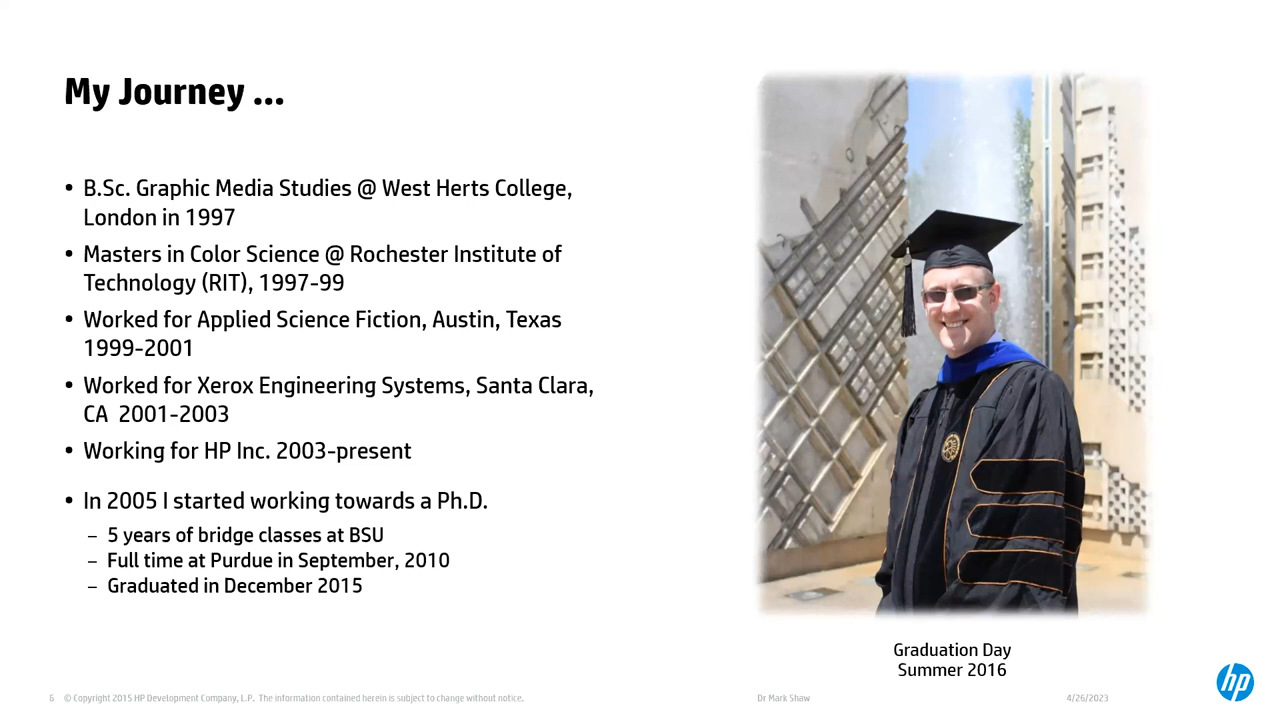 My Journey ...
• B.Sc. Graphic Media Studies @ West Herts College,
London in 1997
• Masters in Color Science @ Rochester Institute of
Technology (RIT), 1997-99
• Worked for Applied Science Fiction, Austin, Texas
1999-2001
• Worked for Xerox Engineering Systems, Santa Clara,
CA  2001-2003
• Working for HP Inc. 2003-present
• In 2005 I started working towards a Ph.D.
– 5 years of bridge classes at BSU
– Full time at Purdue in September, 2010
– Graduated in December 2015
Graduation Day
Summer 2016
6 © Copyright 2015 HP Development Company, L.P. The information contained herein is subject to change without notice.
Dr Mark Shaw
4/26/2023
hp